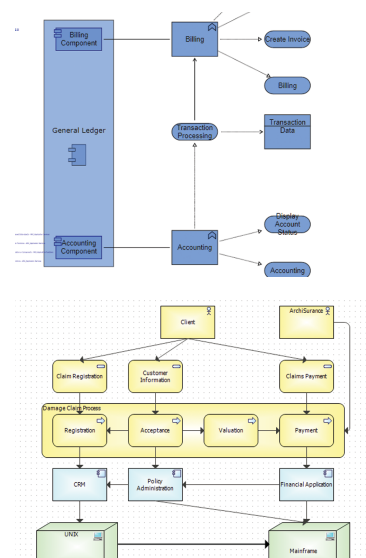 Billing
Component
Billing
Create Invoice
Billing
General Ledger
Transaction
Processing
Transaction
Data
Accounting
Component
Accounting
Display
Account
Status
Accounting
Client
ArchiSurance
Claim Registration
Customer
Information
Claims Payment
Damage Claim Process
Registration
Acceptance
Valuation
Payment
CRM
Policy
Administration
Financial Application
UNIX
Mainframe